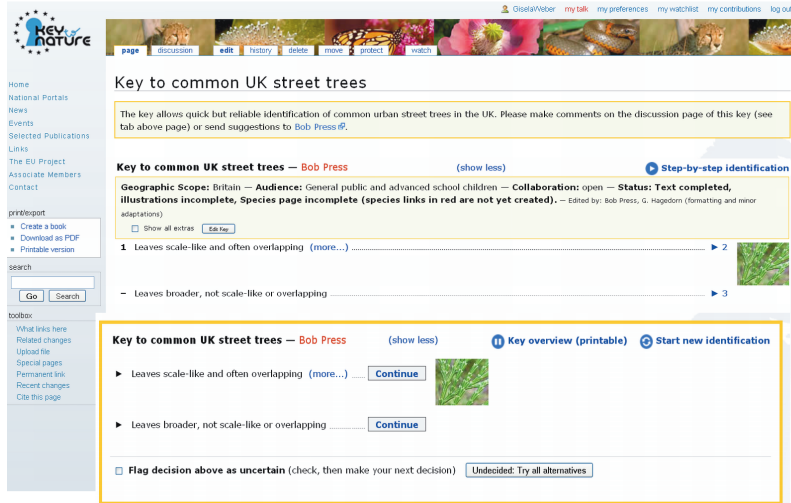 GiselaWeber my talk my preferences my watchlist my contributions log out
KEY to nature
page discussion edit history delete move protect watch
Key to common UK street trees
The key allows quick but reliable identification of common urban street trees in the UK. Please make comments on the discussion page of this key (see
tab above page) or send suggestions to Bob Press.
Home
National Portals
News
Events
Selected Publications
Links
The EU Project
Associate Members
Contact
print/export
Create a book
Download as PDF
Printable version
search
Go Search
toolbox
What links here
Related changes
Upload file
Special pages
Permanent link
Recent changes
Cite this page
Key to common UK street trees — Bob Press (show less) Step-by-step identification
Geographic Scope: Britain — Audience: General public and advanced school children — Collaboration: open — Status: Text completed,
illustrations incomplete, Species page incomplete (species links in red are not yet created). — Edited by: Bob Press, G. Hagedorn (formatting and minor
adaptations)
Show all extras Edit Key
1 Leaves scale-like and often overlapping (more...) ► 2
– Leaves broader, not scale-like or overlapping ► 3
Key to common UK street trees — Bob Press (show less) Key overview (printable) Start new identification
► Leaves scale-like and often overlapping (more...) Continue
► Leaves broader, not scale-like or overlapping Continue
Flag decision above as uncertain (check, then make your next decision) Undecided: Try all alternatives